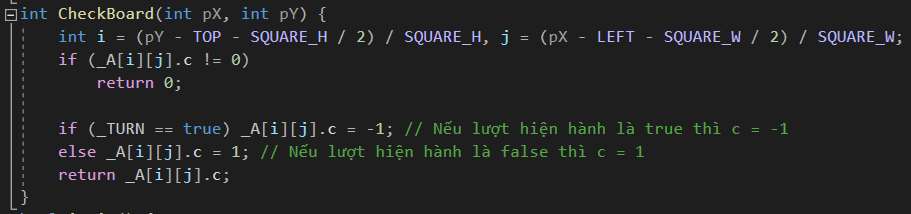 int CheckBoard(int pX, int pY) {
int i = (pY - TOP - SQUARE_H / 2) / SQUARE_H, j = (pX - LEFT - SQUARE_W / 2) / SQUARE_W;
if (_A[i][j].c != 0)
return 0;
if (_TURN == true) _A[i][j].c = -1; // Nếu lượt hiện hành là true thì c = -1
else _A[i][j].c = 1; // Nếu lượt hiện hành là false thì c = 1
return _A[i][j].c;
}